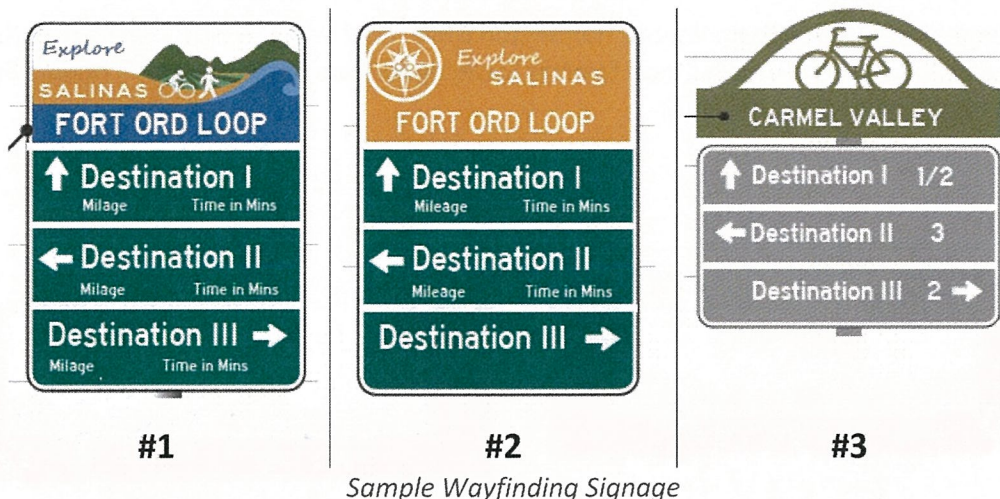 Explore
SALINAS
FORT ORD LOOP
Destination I
Milage Time in Mins
Destination II
Milage Time in Mins
Destination III
Milage Time in Mins
#1
Explore
SALINAS
FORT ORD LOOP
Destination I
Mileage Time in Mins
Destination II
Mileage Time in Mins
Destination III
#2
CARMEL VALLEY
Destination I 1/2
Destination II 3
Destination III 2
#3
Sample Wayfinding Signage